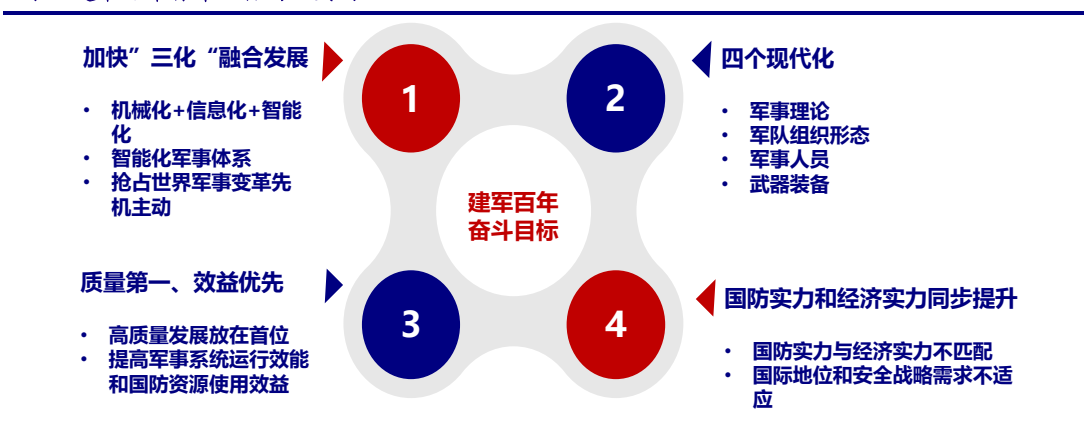 加快”三化“融合发展
• 机械化+信息化+智能
化
• 智能化军事体系
• 抢占世界军事变革先
机主动
1
2
四个现代化
• 军事理论
• 军队组织形态
• 军事人员
• 武器装备
建军百年
奋斗目标
质量第一、效益优先
• 高质量发展放在首位
• 提高军事系统运行效能
和国防资源使用效益
3
4
国防实力和经济实力同步提升
• 国防实力与经济实力不匹配
• 国际地位和安全战略需求不适
应